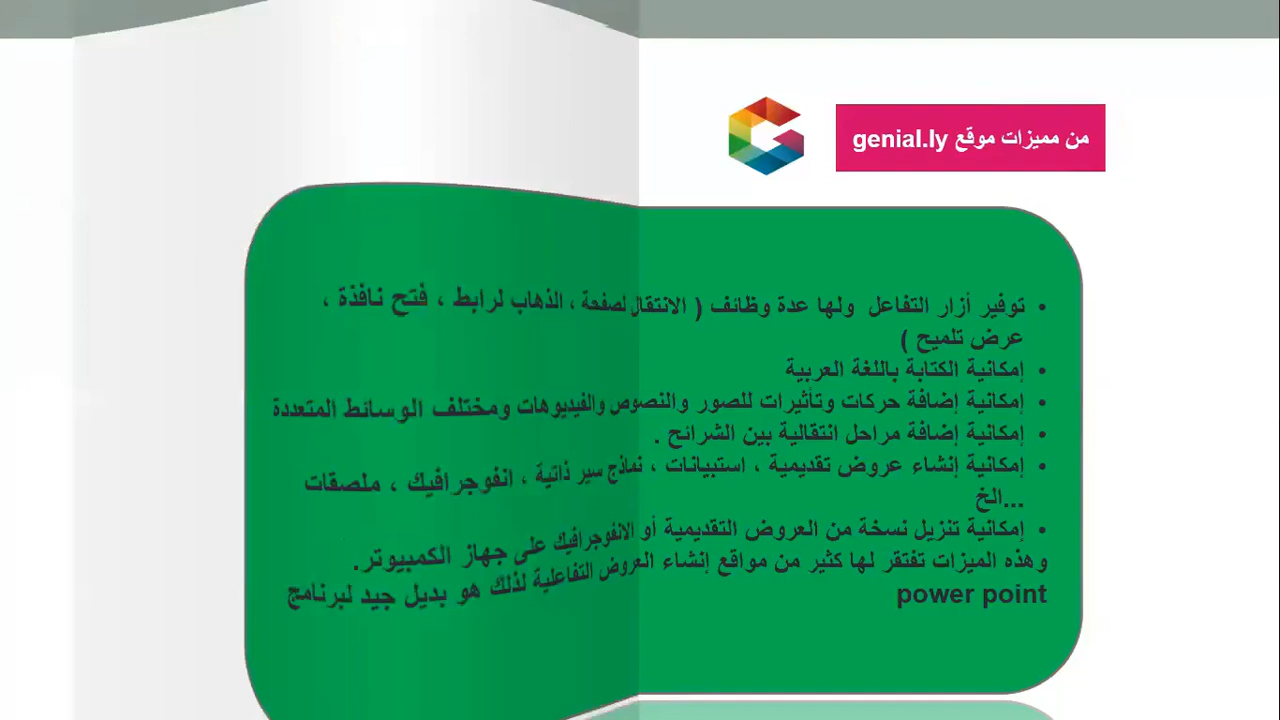 من مميزات موقع genial.ly
• توفير أزار التفاعل ولها عدة وظائف ( الانتقال لصفحة ، الذهاب لرابط ، فتح نافذة ،
عرض تلميح )
• إمكانية الكتابة باللغة العربية
• إمكانية إضافة حركات وتأثيرات للصور والنصوص والفيديوهات ومختلف الوسائط المتعددة
• إمكانية إضافة مراحل انتقالية بين الشرائح .
• إمكانية إنشاء عروض تقديمية ، استبيانات ، نماذج سير ذاتية ، انفوجرافيك ، ملصقات
...الخ
• إمكانية تنزيل نسخة من العروض التقديمية أو الانفوجرافيك على جهاز الكمبيوتر.
وهذه الميزات تفتقر لها كثير من مواقع إنشاء العروض التفاعلية لذلك هو بديل جيد لبرنامج
power point